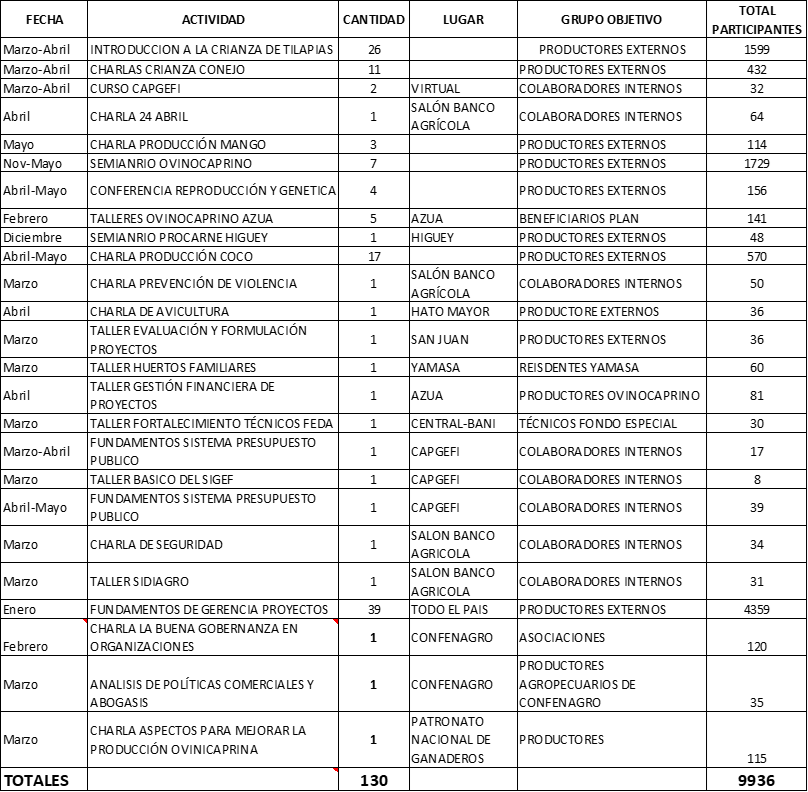 FECHA ACTIVIDAD CANTIDAD LUGAR GRUPO OBJETIVO TOTAL PARTICIPANTES
Marzo-Abril INTRODUCCION A LA CRIANZA DE TILAPIAS 26 PRODUCTORES EXTERNOS 1599
Marzo-Abril CHARLAS CRIANZA CONEJO 11 PRODUCTORES EXTERNOS 432
Marzo-Abril CURSO CAPGEFI 2 VIRTUAL COLABORADORES INTERNOS 32
Abril CHARLA 24 ABRIL 1 SALÓN BANCO AGRÍCOLA COLABORADORES INTERNOS 64
Mayo CHARLA PRODUCCIÓN MANGO 3 PRODUCTORES EXTERNOS 114
Nov-Mayo SEMIANRIO OVINOCAPRINO 7 PRODUCTORES EXTERNOS 1729
Abril-Mayo CONFERENCIA REPRODUCCIÓN Y GENETICA 4 PRODUCTORES EXTERNOS 156
Febrero TALLERES OVINOCAPRINO AZUA 5 AZUA BENEFICIARIOS PLAN 141
Diciembre SEMIANRIO PROCARNE HIGUEY 1 HIGUEY PRODUCTORES EXTERNOS 48
Abril-Mayo CHARLA PRODUCCIÓN COCO 17 PRODUCTORES EXTERNOS 570
Marzo CHARLA PREVENCIÓN DE VIOLENCIA 1 SALÓN BANCO AGRÍCOLA COLABORADORES INTERNOS 50
Abril CHARLA DE AVICULTURA 1 HATO MAYOR PRODUCTORE EXTERNOS 36
Marzo TALLER EVALUACIÓN Y FORMULACIÓN PROYECTOS 1 SAN JUAN PRODUCTORES EXTERNOS 36
Marzo TALLER HUERTOS FAMILIARES 1 YAMASA REISDENTES YAMASA 60
Abril TALLER GESTIÓN FINANCIERA DE PROYECTOS 1 AZUA PRODUCTORES OVINOCAPRINO 81
Marzo TALLER FORTALECIMIENTO TÉCNICOS FEDA 1 CENTRAL-BANI TÉCNICOS FONDO ESPECIAL 30
Marzo-Abril FUNDAMENTOS SISTEMA PRESUPUESTO PUBLICO 1 CAPGEFI COLABORADORES INTERNOS 17
Marzo TALLER BASICO DEL SIGEF 1 CAPGEFI COLABORADORES INTERNOS 8
Abril-Mayo FUNDAMENTOS SISTEMA PRESUPUESTO PUBLICO 1 CAPGEFI COLABORADORES INTERNOS 39
Marzo CHARLA DE SEGURIDAD 1 SALON BANCO AGRICOLA COLABORADORES INTERNOS 34
Marzo TALLER SIDIAGRO 1 SALON BANCO AGRICOLA COLABORADORES INTERNOS 31
Enero FUNDAMENTOS DE GERENCIA PROYECTOS 39 TODO EL PAIS PRODUCTORES EXTERNOS 4359
Febrero CHARLA LA BUENA GOBERNANZA EN ORGANIZACIONES 1 CONFENAGRO ASOCIACIONES 120
Marzo ANALISIS DE POLÍTICAS COMERCIALES Y ABOGASIS 1 CONFENAGRO PRODUCTORES AGROPECUARIOS DE CONFENAGRO 35
Marzo CHARLA ASPECTOS PARA MEJORAR LA PRODUCCIÓN OVINICAPRINA 1 PATRONATO NACIONAL DE GANADEROS PRODUCTORES 115
TOTALES 130 9936